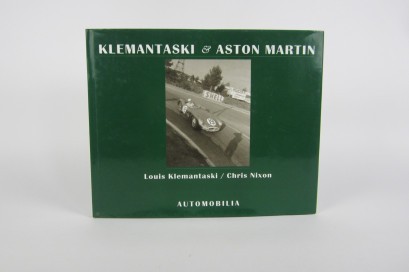 KLEMANTASKI & ASTON MARTIN
Louis Klemantaski / Chris Nixon
AUTOMOBILIA